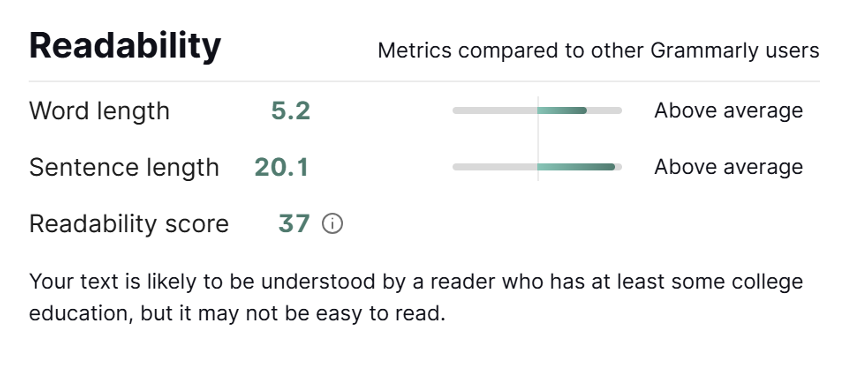 Readability
Metrics compared to other Grammarly users
Word length 5.2 Above average
Sentence length 20.1 Above average
Readability score 37
Your text is likely to be understood by a reader who has at least some college
education, but it may not be easy to read.